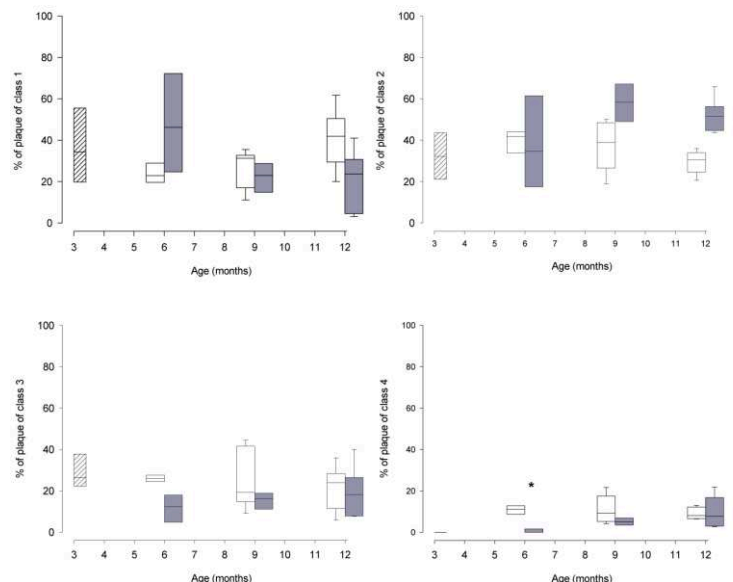 % of plaque of class 1
100
80
60
40
20
0
3 4 5 6 7 8 9 10 11 12
Age (months)
% of plaque of class 2
100
80
60
40
20
0
3 4 5 6 7 8 9 10 11 12
Age (months)
% of plaque of class 3
100
80
60
40
20
0
3 4 5 6 7 8 9 10 11 12
Age (months)
% of plaque of class 4
100
80
60
40
20
0
*
3 4 5 6 7 8 9 10 11 12
Age (months)